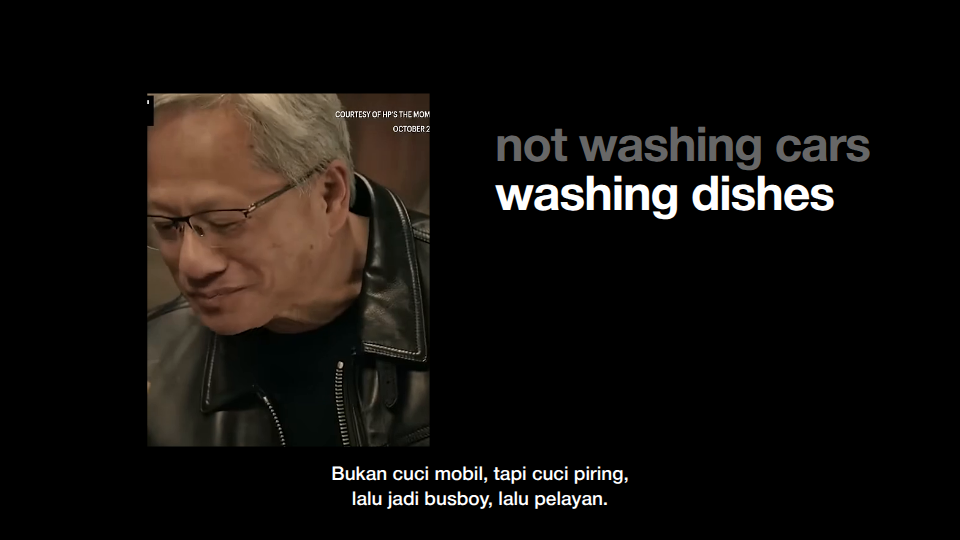 COURTESY OF HP'S THE MOM
OCTOBER 2
not washing cars
washing dishes
Bukan cuci mobil, tapi cuci piring,
lalu jadi busboy, lalu pelayan.